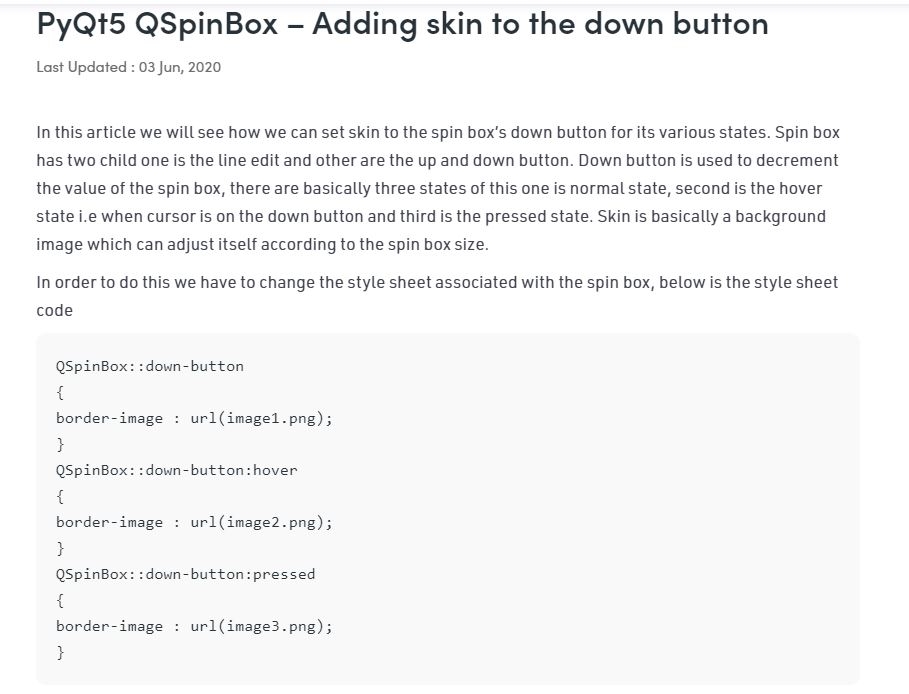 PyQt5 QSpinBox – Adding skin to the down button
Last Updated : 03 Jun, 2020
In this article we will see how we can set skin to the spin box's down button for its various states. Spin box
has two child one is the line edit and other are the up and down button. Down button is used to decrement
the value of the spin box, there are basically three states of this one is normal state, second is the hover
state i.e when cursor is on the down button and third is the pressed state. Skin is basically a background
image which can adjust itself according to the spin box size.
In order to do this we have to change the style sheet associated with the spin box, below is the style sheet
code
QSpinBox::down-button
{
border-image : url(image1.png);
}
QSpinBox::down-button:hover
{
border-image : url(image2.png);
}
QSpinBox::down-button:pressed
{
border-image : url(image3.png);
}